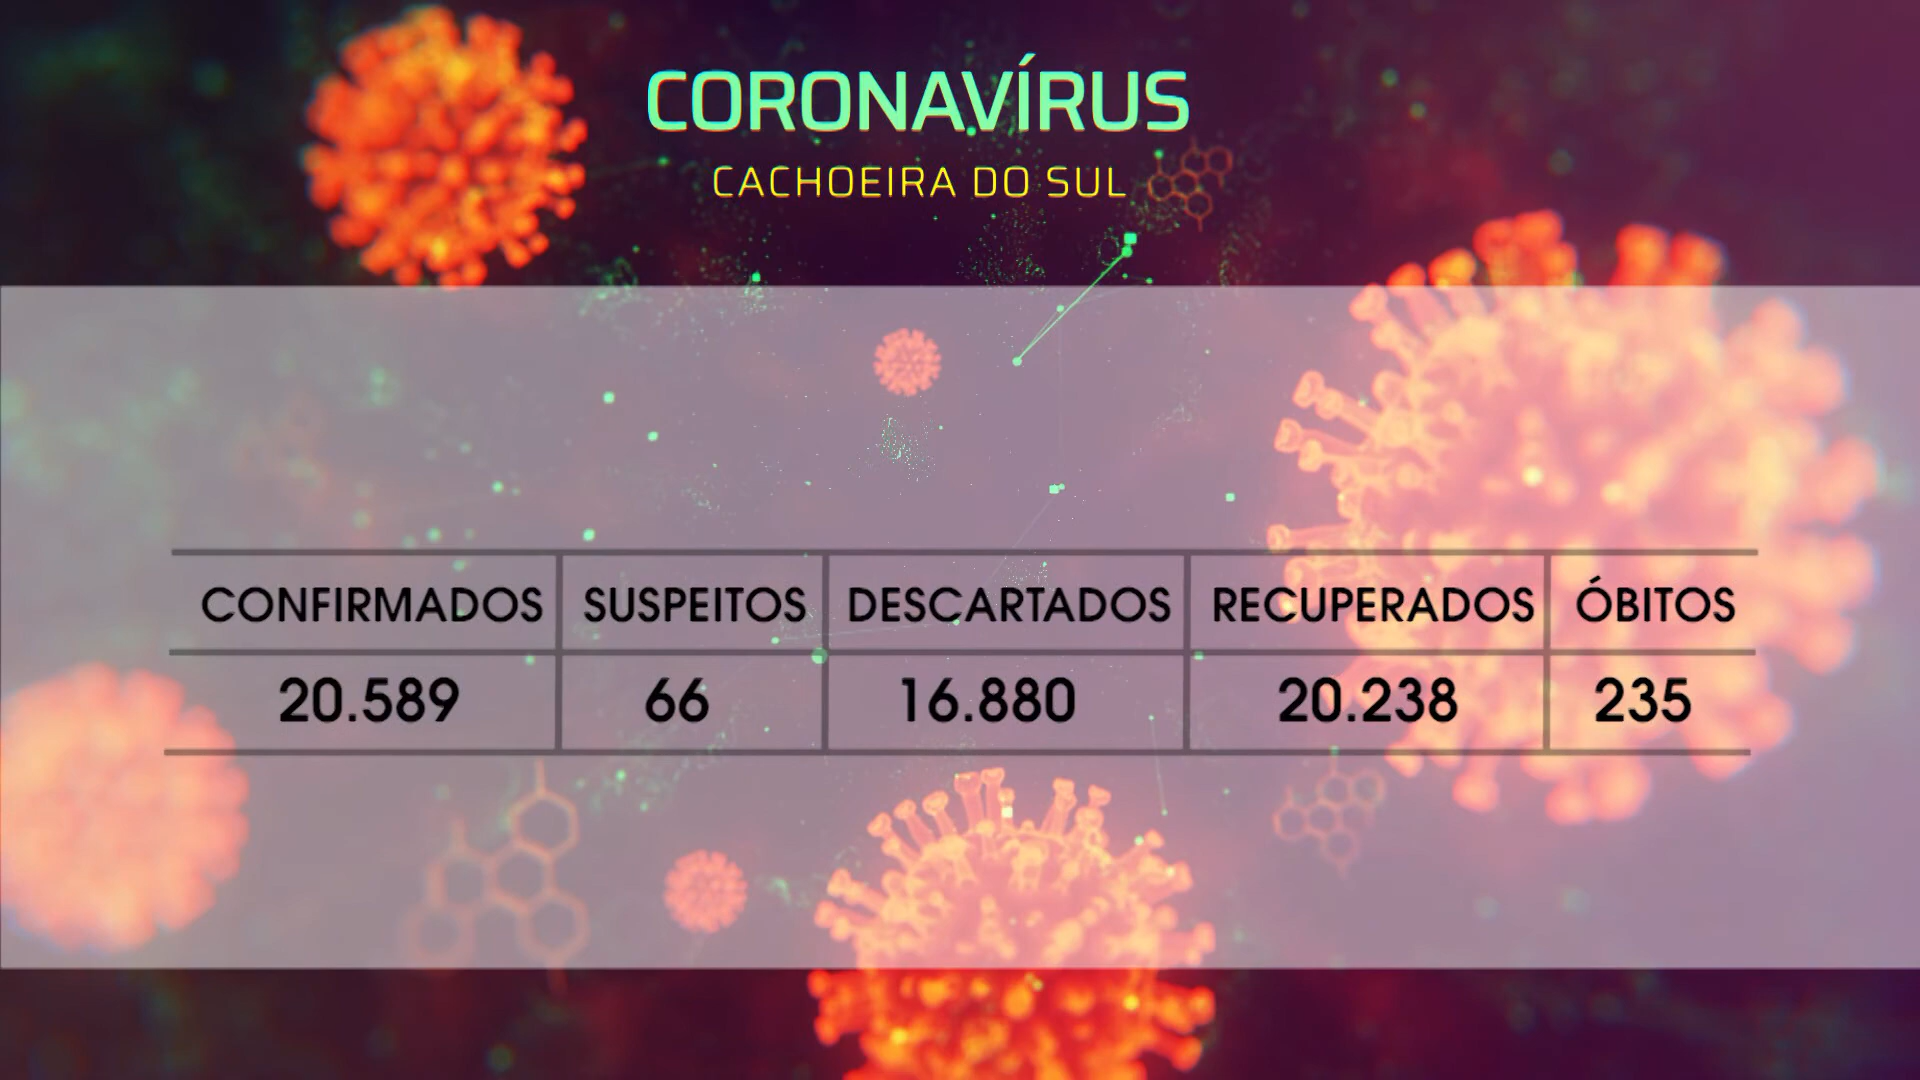 CORONAVÍRUS
CACHOEIRA DO SUL
CONFIRMADOS SUSPEITOS DESCARTADOS RECUPERADOS ÓBITOS
20.589 66 16.880 20.238 235